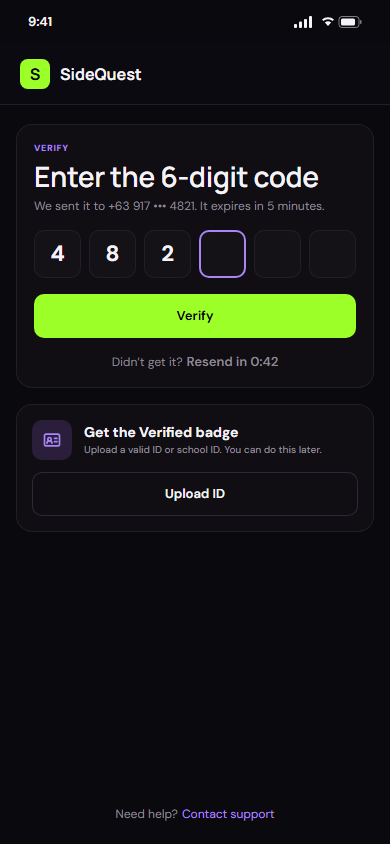 9:41
S SideQuest
VERIFY
Enter the 6-digit code
We sent it to +63 917 ••• 4821. It expires in 5 minutes.
4 8 2
Verify
Didn't get it? Resend in 0:42
Get the Verified badge
Upload a valid ID or school ID. You can do this later.
Upload ID
Need help? Contact support